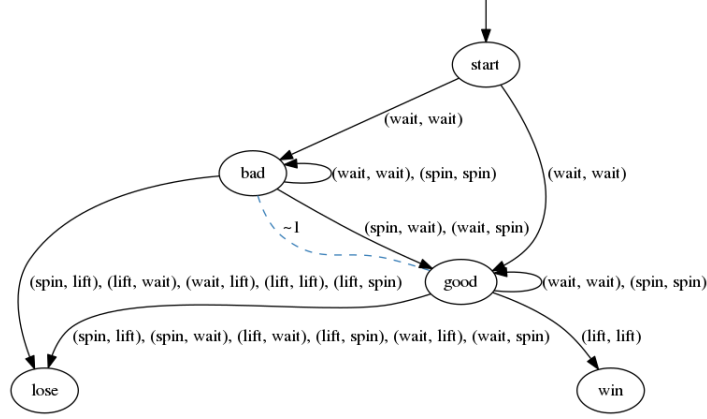 start
(wait, wait)
bad
(wait, wait), (spin, spin)
(wait, wait)
~1
(spin, wait), (wait, spin)
(spin, lift), (lift, wait), (wait, lift), (lift, lift), (lift, spin)
good
(wait, wait), (spin, spin)
(spin, lift), (spin, wait), (lift, wait), (lift, spin), (wait, lift), (wait, spin)
(lift, lift)
lose
win